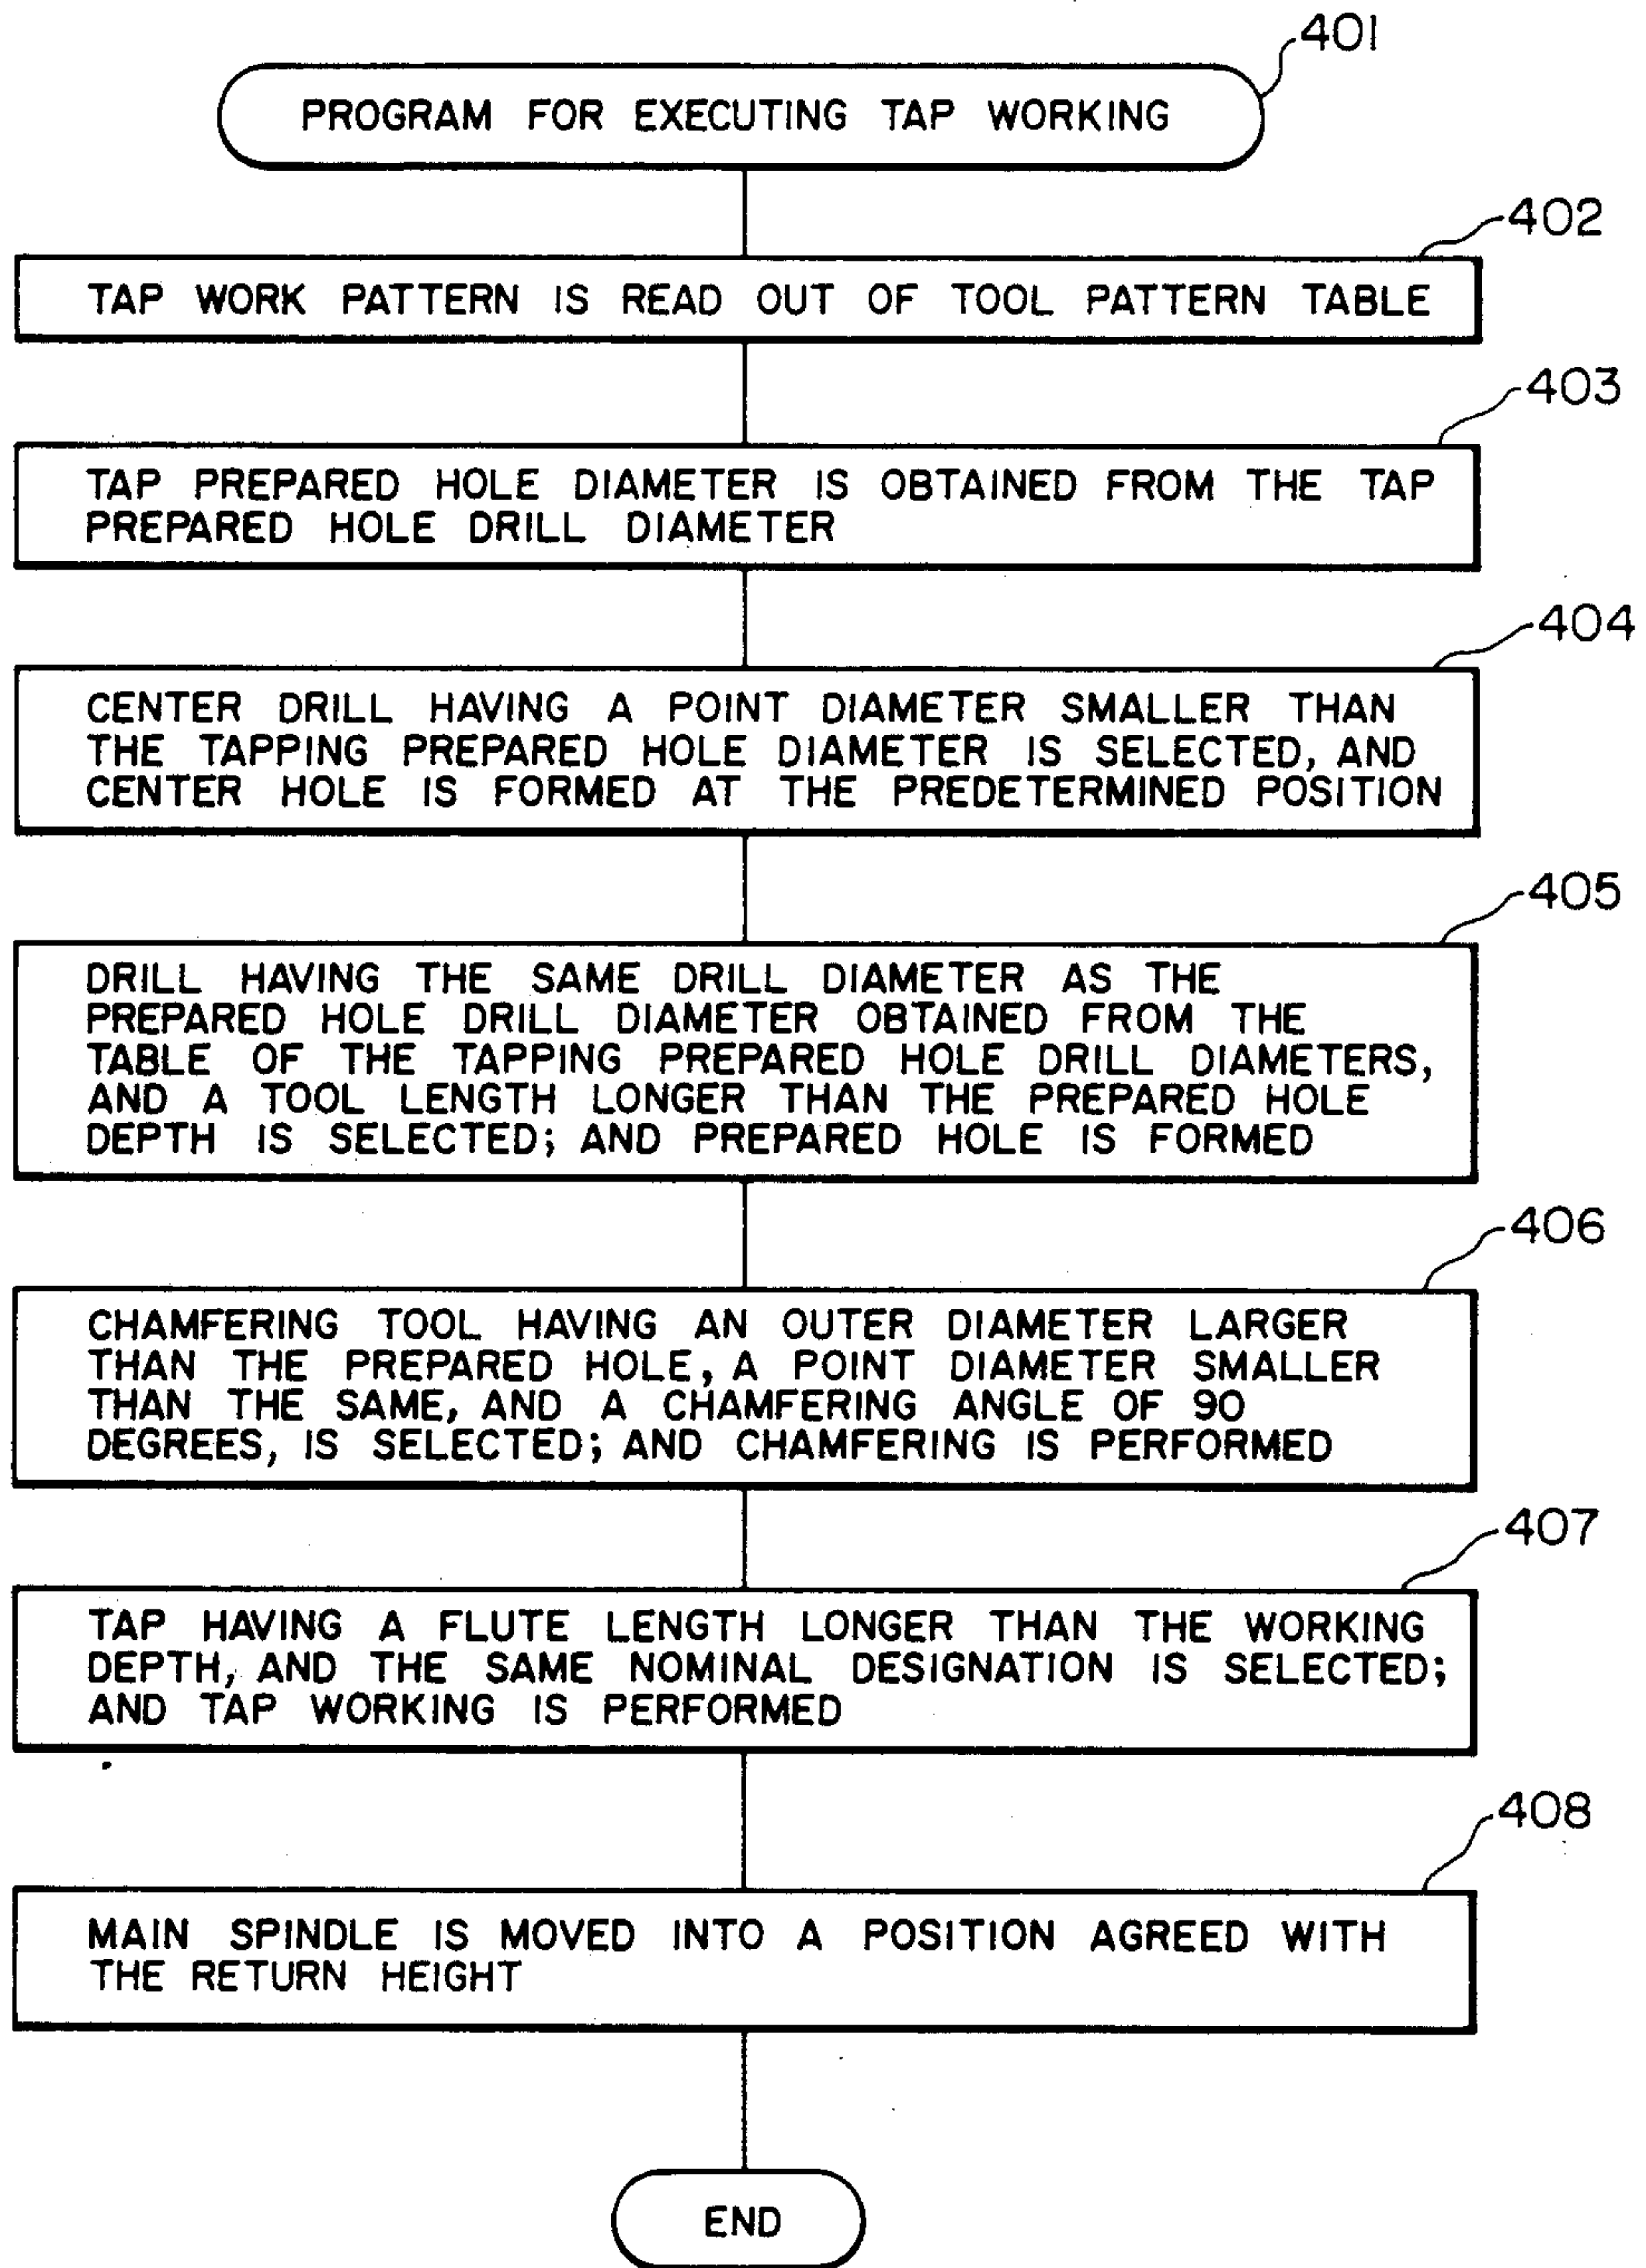 401
PROGRAM FOR EXECUTING TAP WORKING
402
TAP WORK PATTERN IS READ OUT OF TOOL PATTERN TABLE
403
TAP PREPARED HOLE DIAMETER IS OBTAINED FROM THE TAP
PREPARED HOLE DRILL DIAMETER
404
CENTER DRILL HAVING A POINT DIAMETER SMALLER THAN
THE TAPPING PREPARED HOLE DIAMETER IS SELECTED, AND
CENTER HOLE IS FORMED AT THE PREDETERMINED POSITION
405
DRILL HAVING THE SAME DRILL DIAMETER AS THE
PREPARED HOLE DRILL DIAMETER OBTAINED FROM THE
TABLE OF THE TAPPING PREPARED HOLE DRILL DIAMETERS,
AND A TOOL LENGTH LONGER THAN THE PREPARED HOLE
DEPTH IS SELECTED; AND PREPARED HOLE IS FORMED
406
CHAMFERING TOOL HAVING AN OUTER DIAMETER LARGER
THAN THE PREPARED HOLE, A POINT DIAMETER SMALLER
THAN THE SAME, AND A CHAMFERING ANGLE OF 90
DEGREES, IS SELECTED; AND CHAMFERING IS PERFORMED
407
TAP HAVING A FLUTE LENGTH LONGER THAN THE WORKING
DEPTH, AND THE SAME NOMINAL DESIGNATION IS SELECTED;
AND TAP WORKING IS PERFORMED
408
MAIN SPINDLE IS MOVED INTO A POSITION AGREED WITH
THE RETURN HEIGHT
END